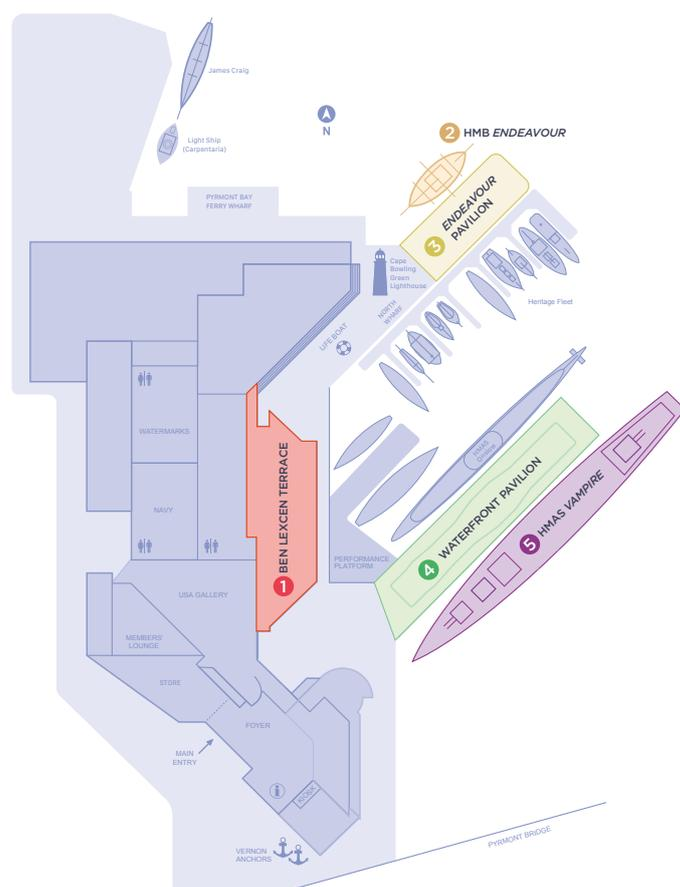 James Craig
Light Ship
(Carpentaria)
N
2 HMB ENDEAVOUR
PYRMONT BAY
FERRY WHARF
3 ENDEAVOUR
PAVILION
Cape
Bowling
Green
Lighthouse
NORTH
WHARF
Heritage Fleet
LIFE BOAT
WATERMARKS
NAVY
1 BEN LEXCEN TERRACE
HMAS
Onslow
4 WATERFRONT PAVILION
5 HMAS VAMPIRE
PERFORMANCE
PLATFORM
USA GALLERY
MEMBERS'
LOUNGE
STORE
FOYER
MAIN
ENTRY
i
KIOSK
VERNON
ANCHORS
PYRMONT BRIDGE